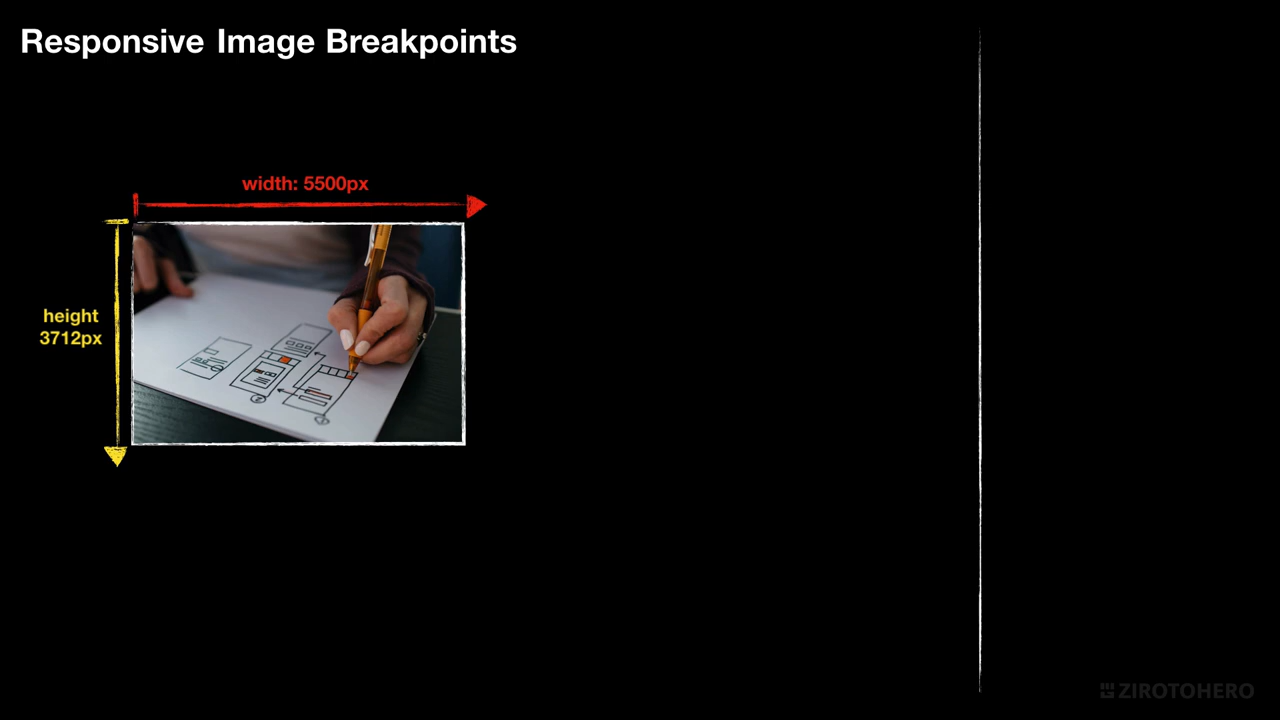 Responsive Image Breakpoints
width: 5500px
height
3712px
ZIROTOHERO